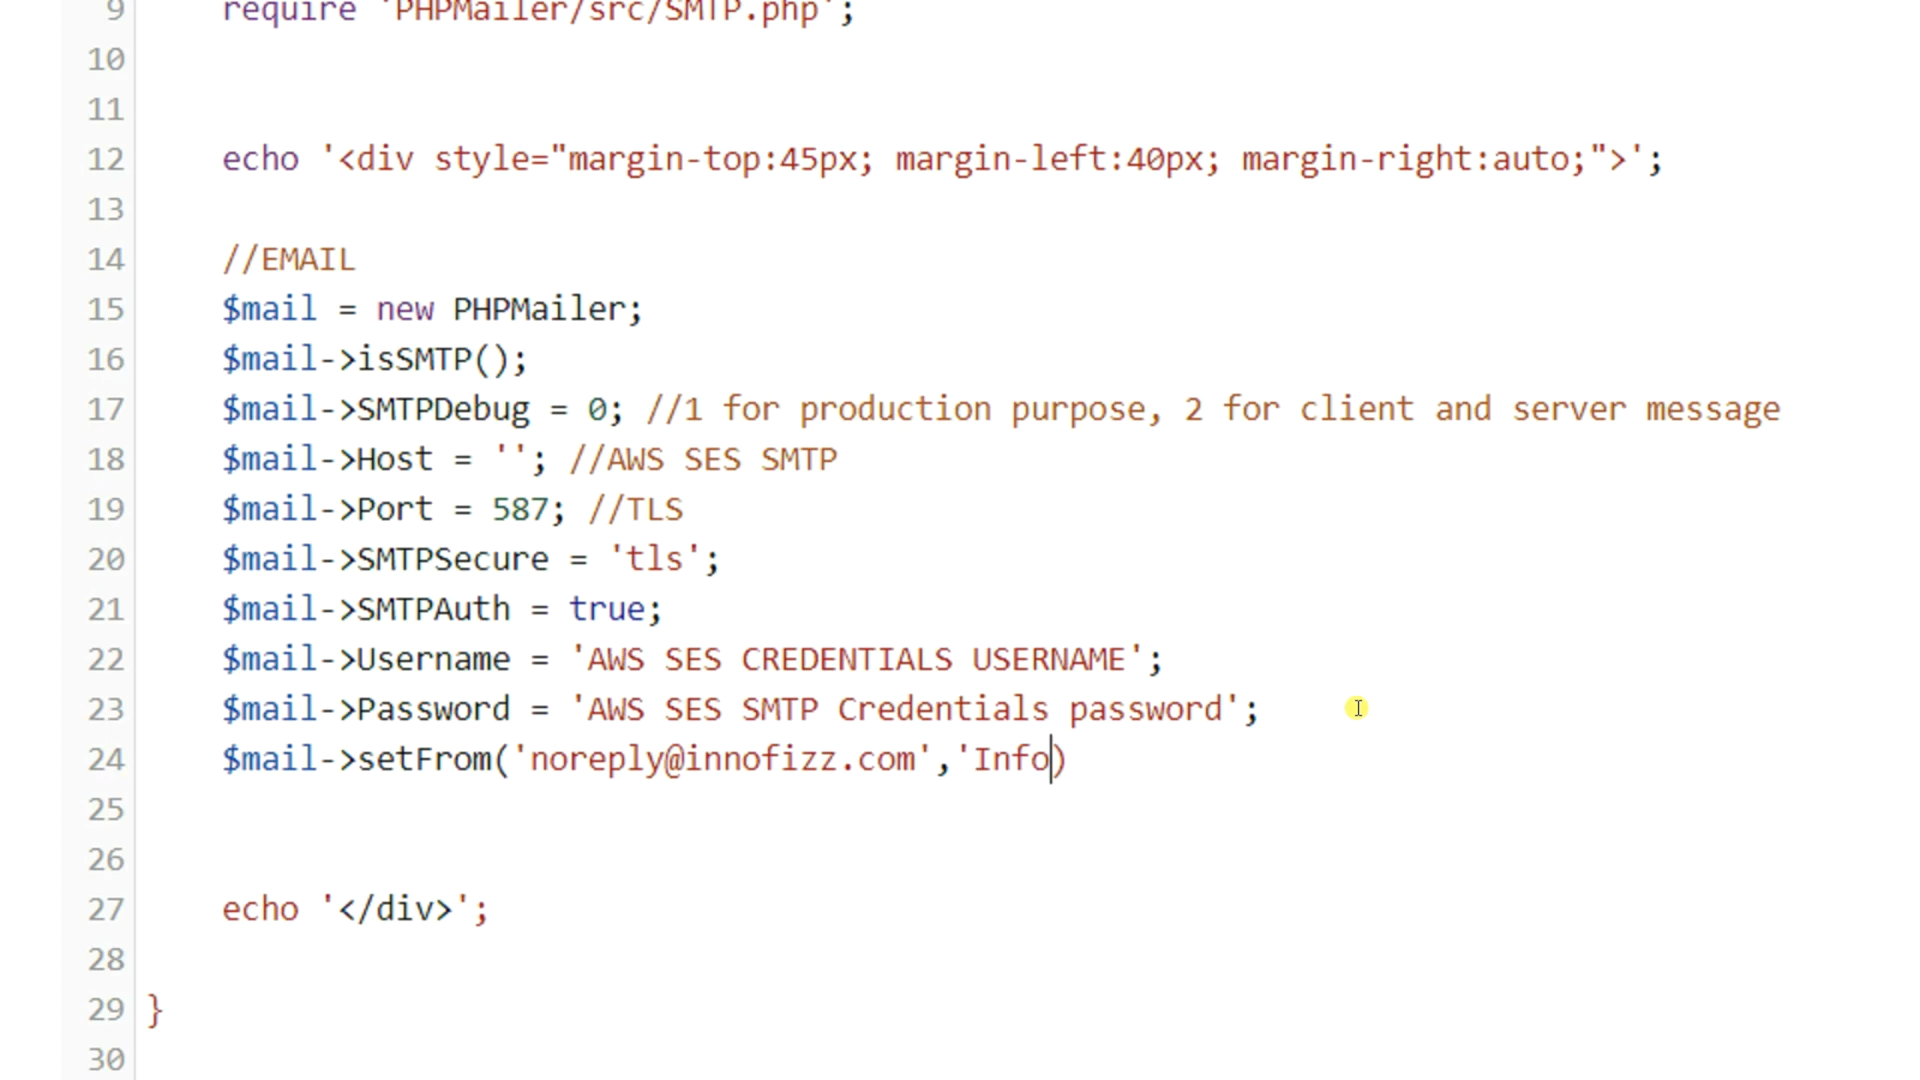 9 require 'PHPMailer/src/SMTP.php';
10
11
12 echo '<div style="margin-top:45px; margin-left:40px; margin-right:auto;">';
13
14 //EMAIL
15 $mail = new PHPMailer;
16 $mail->isSMTP();
17 $mail->SMTPDebug = 0; //1 for production purpose, 2 for client and server message
18 $mail->Host = ''; //AWS SES SMTP
19 $mail->Port = 587; //TLS
20 $mail->SMTPSecure = 'tls';
21 $mail->SMTPAuth = true;
22 $mail->Username = 'AWS SES CREDENTIALS USERNAME';
23 $mail->Password = 'AWS SES SMTP Credentials password';
24 $mail->setFrom('noreply@innofizz.com','Info)
25
26
27 echo '</div>';
28
29 }
30